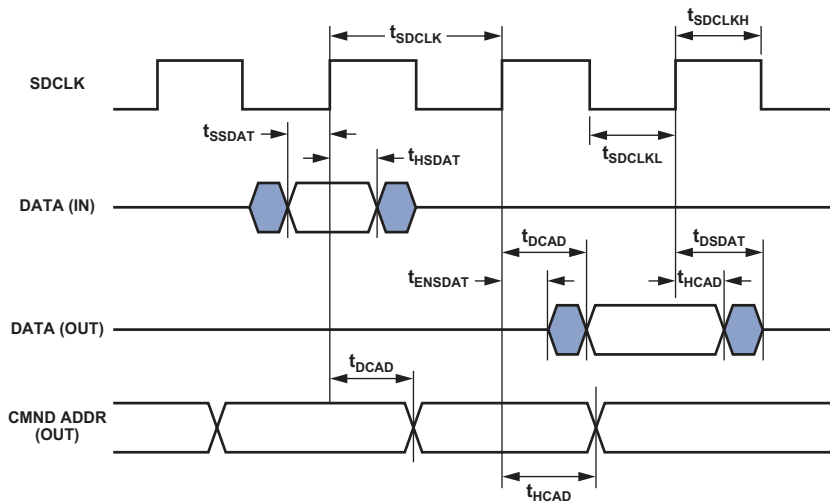 tSDCLK
tSDCLKH
SDCLK
tSSDAT
tHSDAT
tSDCLKL
DATA (IN)
tDCAD
tDSDAT
tENSDAT
tHCAD
DATA (OUT)
tDCAD
CMND ADDR
(OUT)
tHCAD